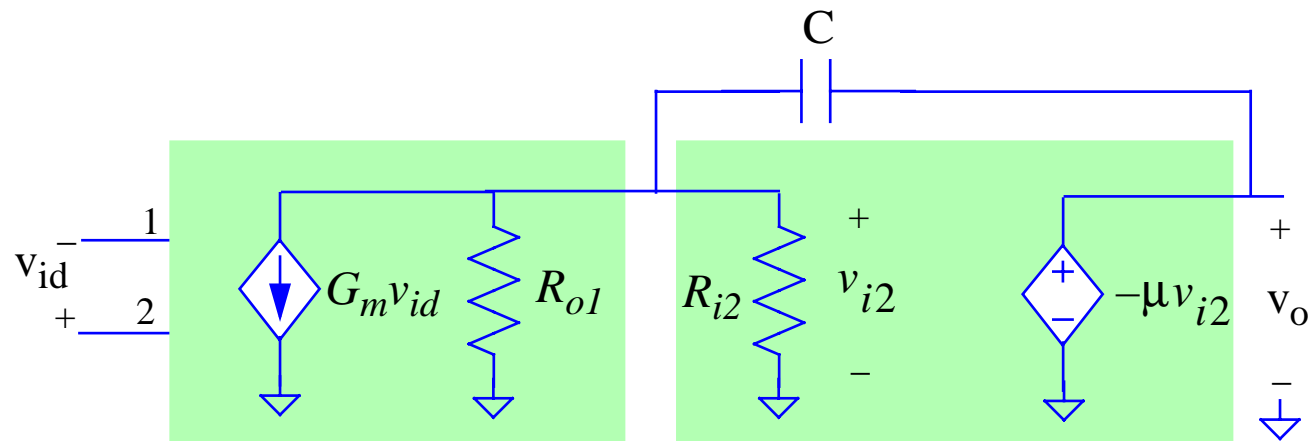 C
1
−
v_id
+
2
G_m v_id
R_o1
R_i2
+
v_i2
−
+
−
−μv_i2
+
v_o
−